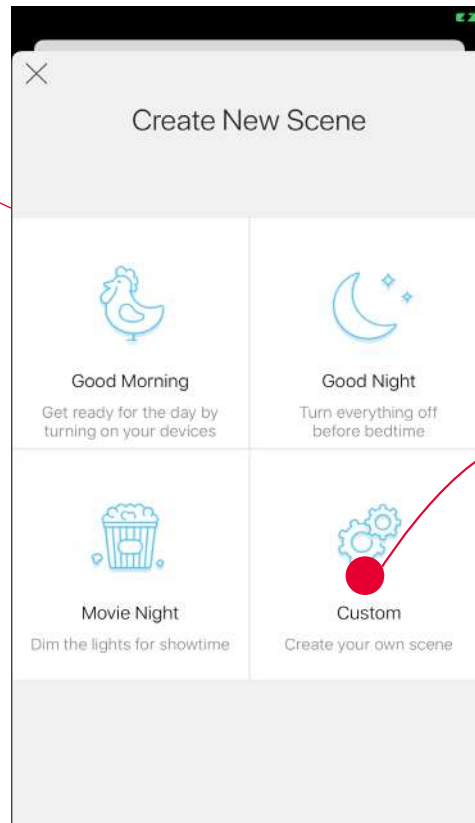 Create New Scene
Good Morning
Get ready for the day by
turning on your devices
Good Night
Turn everything off
before bedtime
Movie Night
Dim the lights for showtime
Custom
Create your own scene